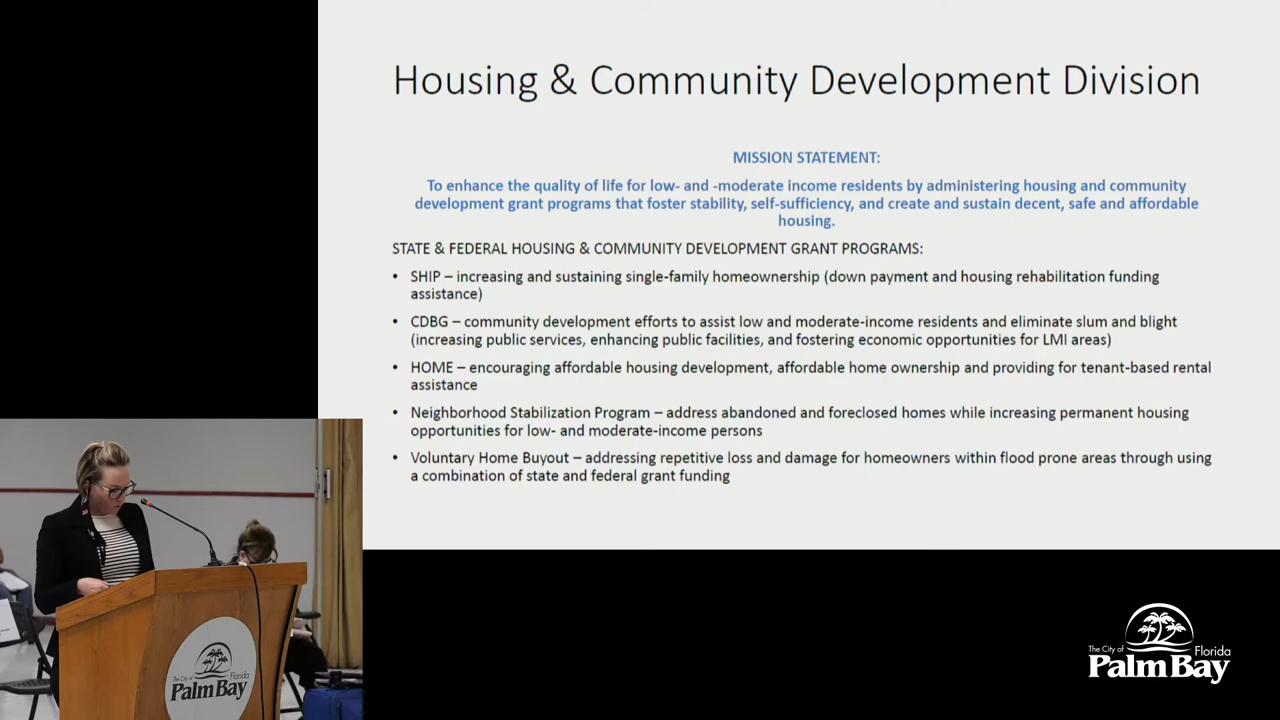 Housing & Community Development Division
MISSION STATEMENT:
To enhance the quality of life for low- and -moderate income residents by administering housing and community
development grant programs that foster stability, self-sufficiency, and create and sustain decent, safe and affordable
housing.
STATE & FEDERAL HOUSING & COMMUNITY DEVELOPMENT GRANT PROGRAMS:
• SHIP – increasing and sustaining single-family homeownership (down payment and housing rehabilitation funding
assistance)
• CDBG – community development efforts to assist low and moderate-income residents and eliminate slum and blight
(increasing public services, enhancing public facilities, and fostering economic opportunities for LMI areas)
• HOME – encouraging affordable housing development, affordable home ownership and providing for tenant-based rental
assistance
• Neighborhood Stabilization Program – address abandoned and foreclosed homes while increasing permanent housing
opportunities for low- and moderate-income persons
• Voluntary Home Buyout – addressing repetitive loss and damage for homeowners within flood prone areas through using
a combination of state and federal grant funding
The City of Florida
Palm Bay
The City of Florida
Palm Bay